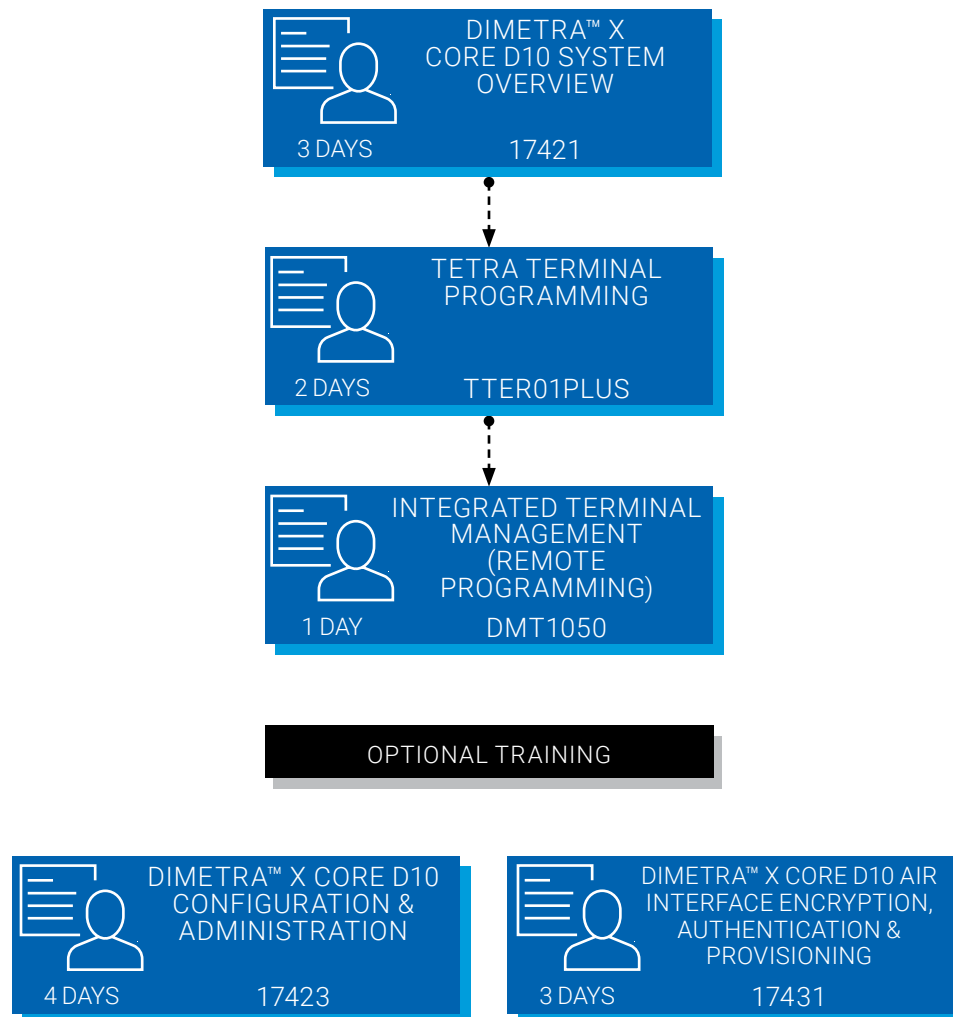 DIMETRA™ X
CORE D10 SYSTEM
OVERVIEW
3 DAYS
17421
TETRA TERMINAL
PROGRAMMING
2 DAYS
TTER01PLUS
INTEGRATED TERMINAL
MANAGEMENT
(REMOTE
PROGRAMMING)
1 DAY
DMT1050
OPTIONAL TRAINING
DIMETRA™ X CORE D10
CONFIGURATION &
ADMINISTRATION
4 DAYS
17423
DIMETRA™ X CORE D10 AIR
INTERFACE ENCRYPTION,
AUTHENTICATION &
PROVISIONING
3 DAYS
17431